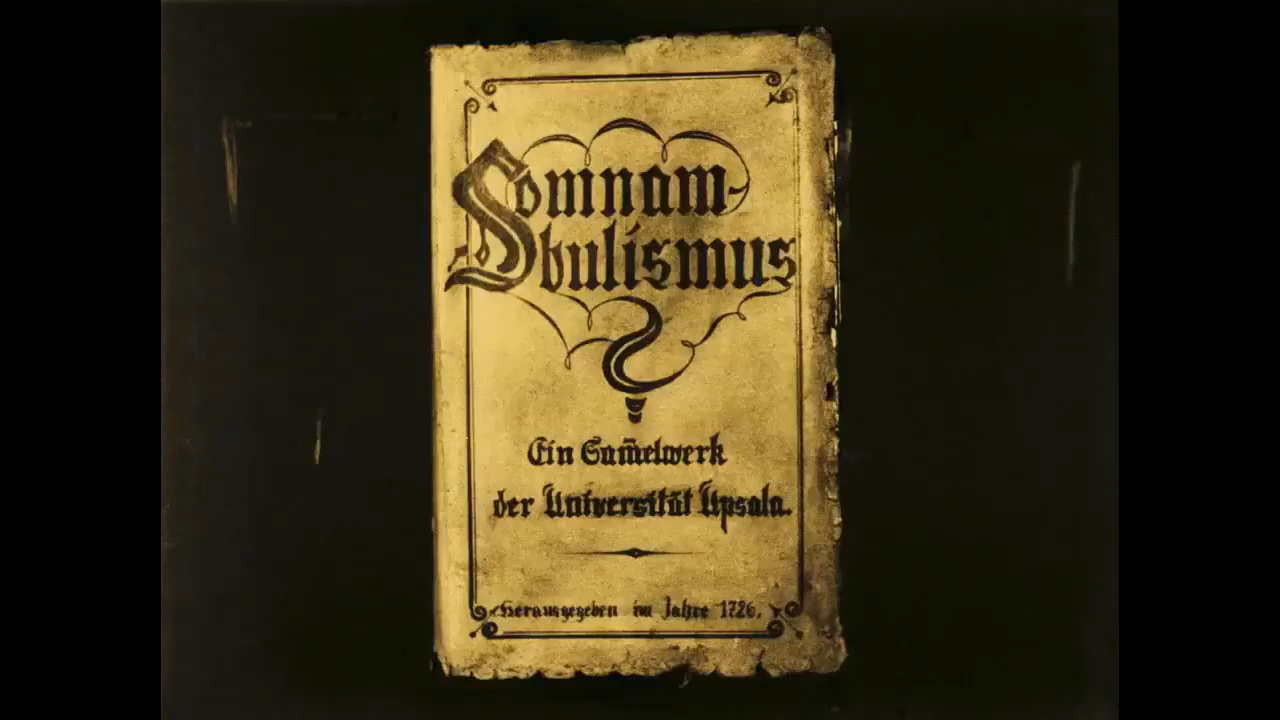 Somnam-
bulismus
Ein Sam̄elwerk
der Universität Upsala.
Herausgegeben im Jahre 1726.